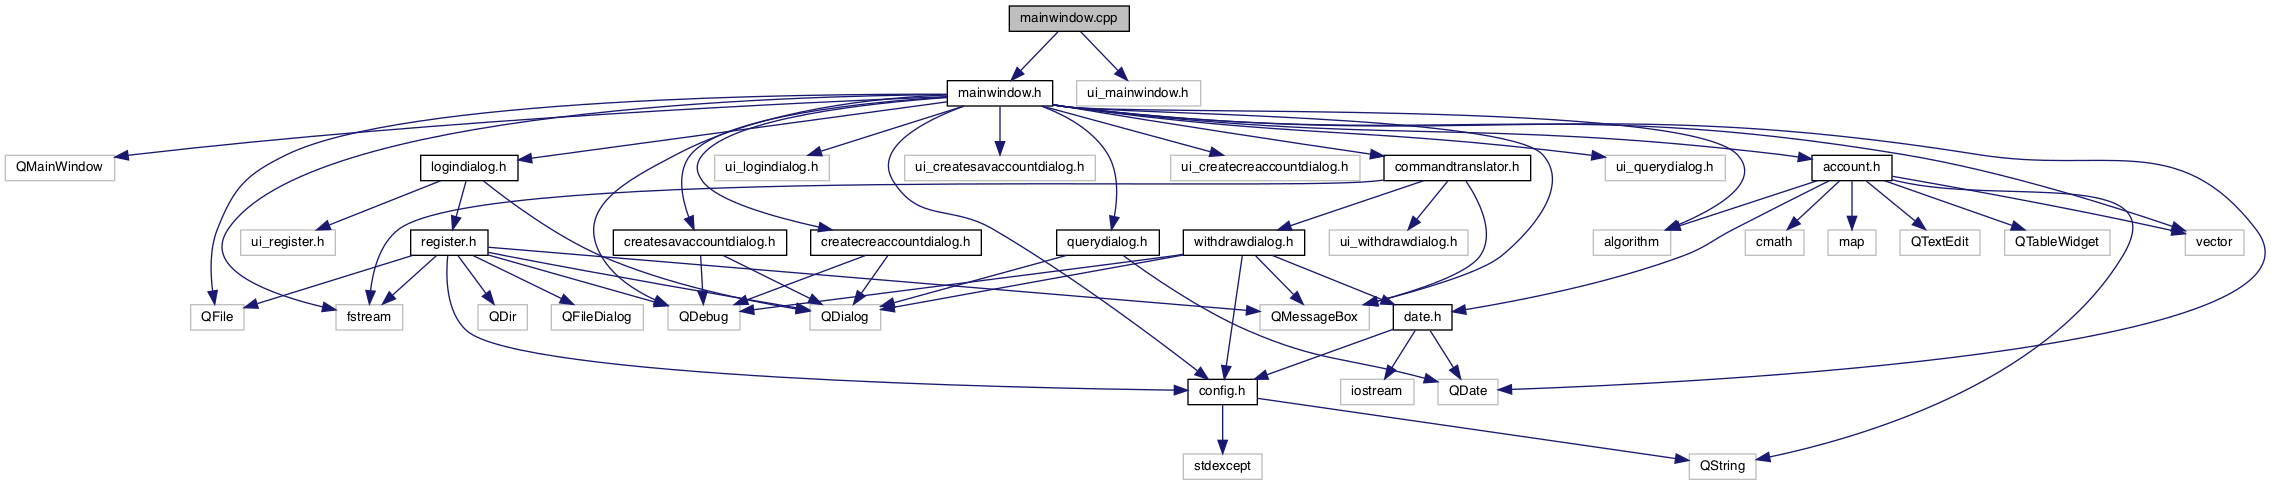 mainwindow.cpp
mainwindow.h
ui_mainwindow.h
QMainWindow
logindialog.h
ui_logindialog.h
ui_createsavaccountdialog.h
ui_createcreaccountdialog.h
commandtranslator.h
ui_querydialog.h
account.h
ui_register.h
register.h
createsavaccountdialog.h
createcreaccountdialog.h
querydialog.h
withdrawdialog.h
ui_withdrawdialog.h
algorithm
cmath
map
QTextEdit
QTableWidget
vector
QFile
fstream
QDir
QFileDialog
QDebug
QDialog
QMessageBox
date.h
config.h
iostream
QDate
stdexcept
QString